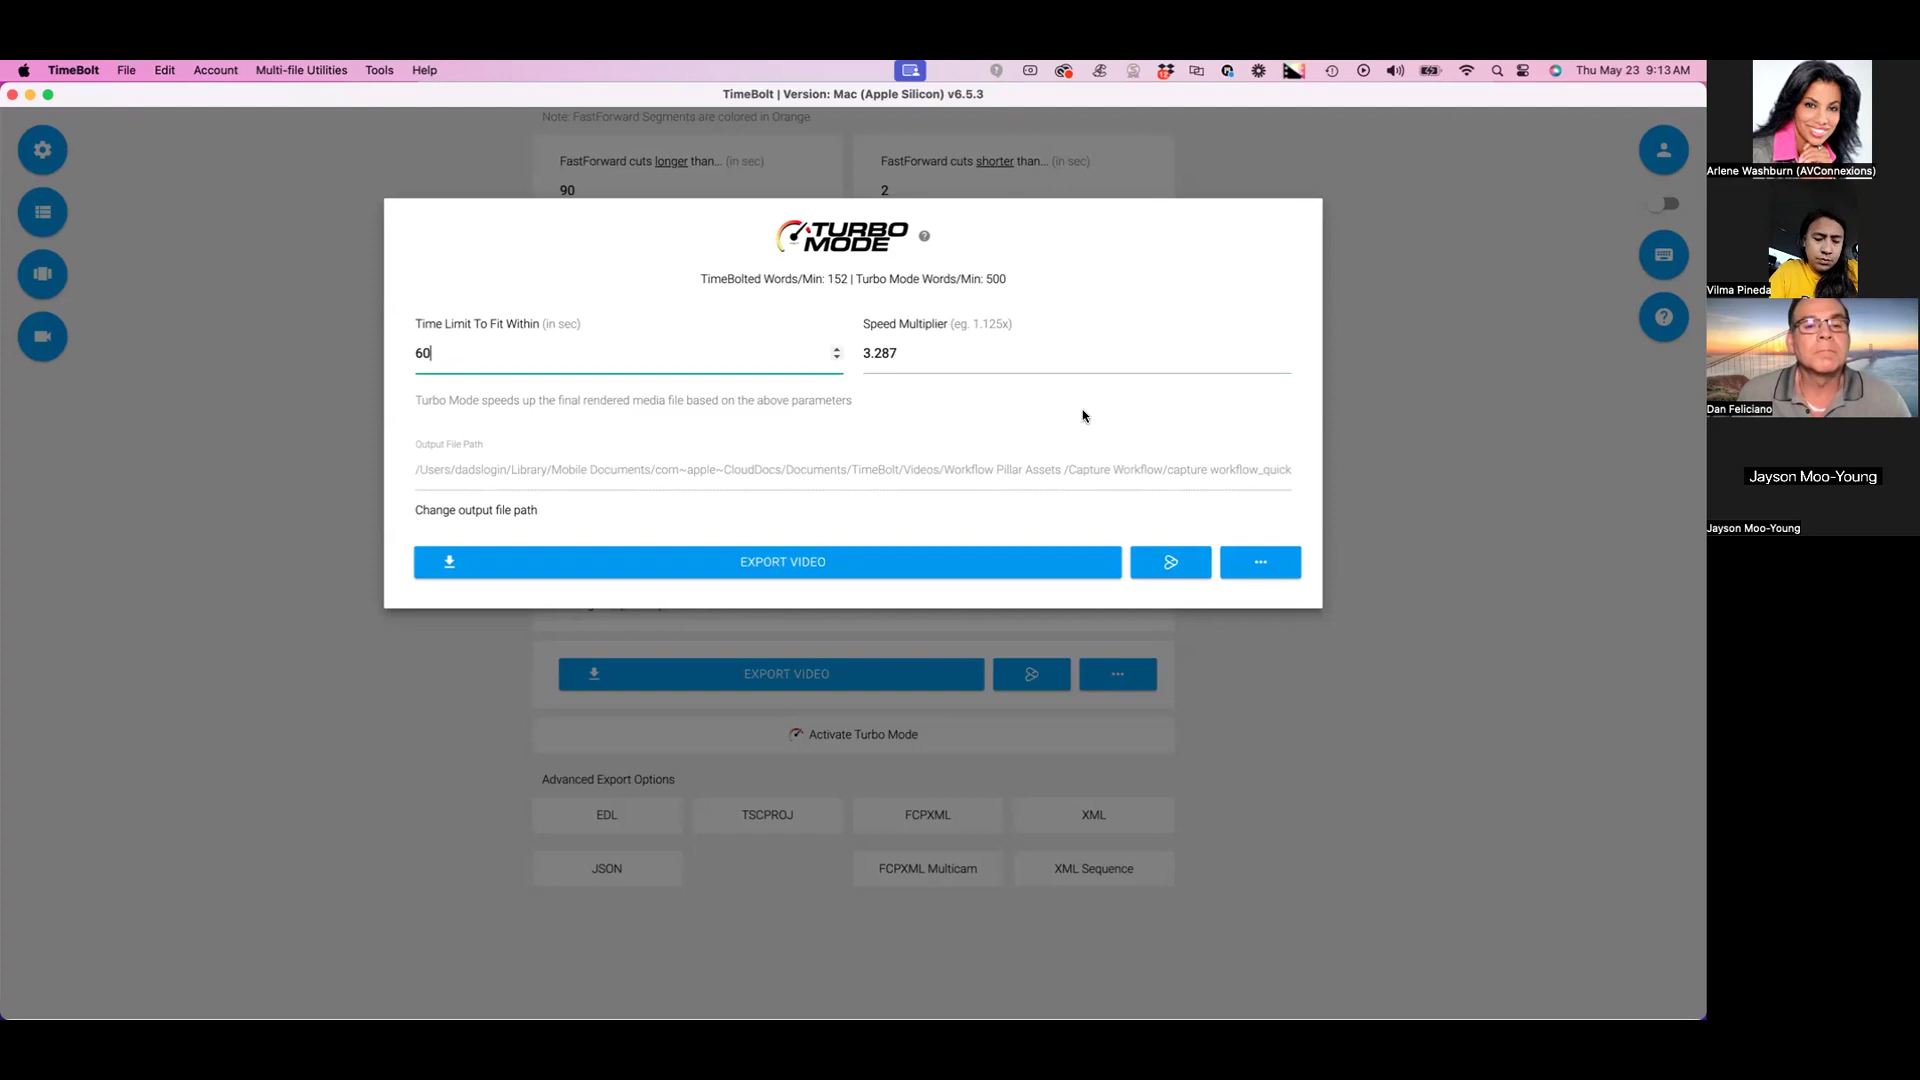 TimeBolt File Edit Account Multi-file Utilities Tools Help Thu May 23 9:13 AM
TimeBolt | Version: Mac (Apple Silicon) v6.5.3
Note: FastForward Segments are colored in Orange
FastForward cuts longer than... (in sec) FastForward cuts shorter than... (in sec)
90 2
TURBO
MODE
TimeBolted Words/Min: 152 | Turbo Mode Words/Min: 500
Time Limit To Fit Within (in sec) Speed Multiplier (eg. 1.125x)
60 3.287
Turbo Mode speeds up the final rendered media file based on the above parameters
Output File Path
/Users/dadslogin/Library/Mobile Documents/com~apple~CloudDocs/Documents/TimeBolt/Videos/Workflow Pillar Assets /Capture Workflow/capture workflow_quick
Change output file path
EXPORT VIDEO
EXPORT VIDEO
Activate Turbo Mode
Advanced Export Options
EDL TSCPROJ FCPXML XML
JSON FCPXML Multicam XML Sequence
Arlene Washburn (AVConnexions)
Vilma Pineda
Dan Feliciano
Jayson Moo-Young
Jayson Moo-Young